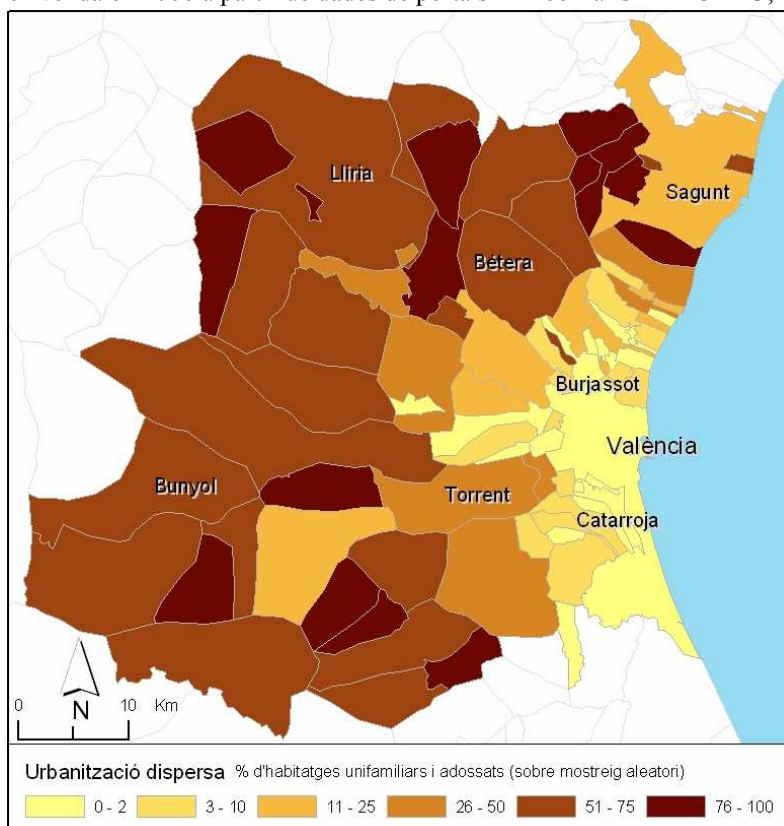 Llíria
Sagunt
Bétera
Burjassot
València
Bunyol
Torrent
Catarroja
0 10 Km
N
Urbanització dispersa % d'habitatges unifamiliars i adossats (sobre mostreig aleatori)
0 - 2 3 - 10 11 - 25 26 - 50 51 - 75 76 - 100